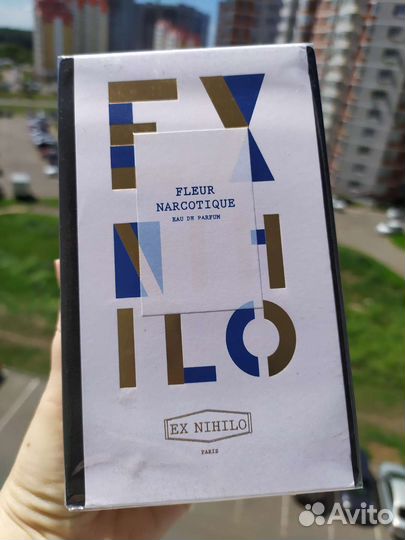 EX
NIHILO
FLEUR
NARCOTIQUE
EAU DE PARFUM
EX NIHILO
PARIS
Avito